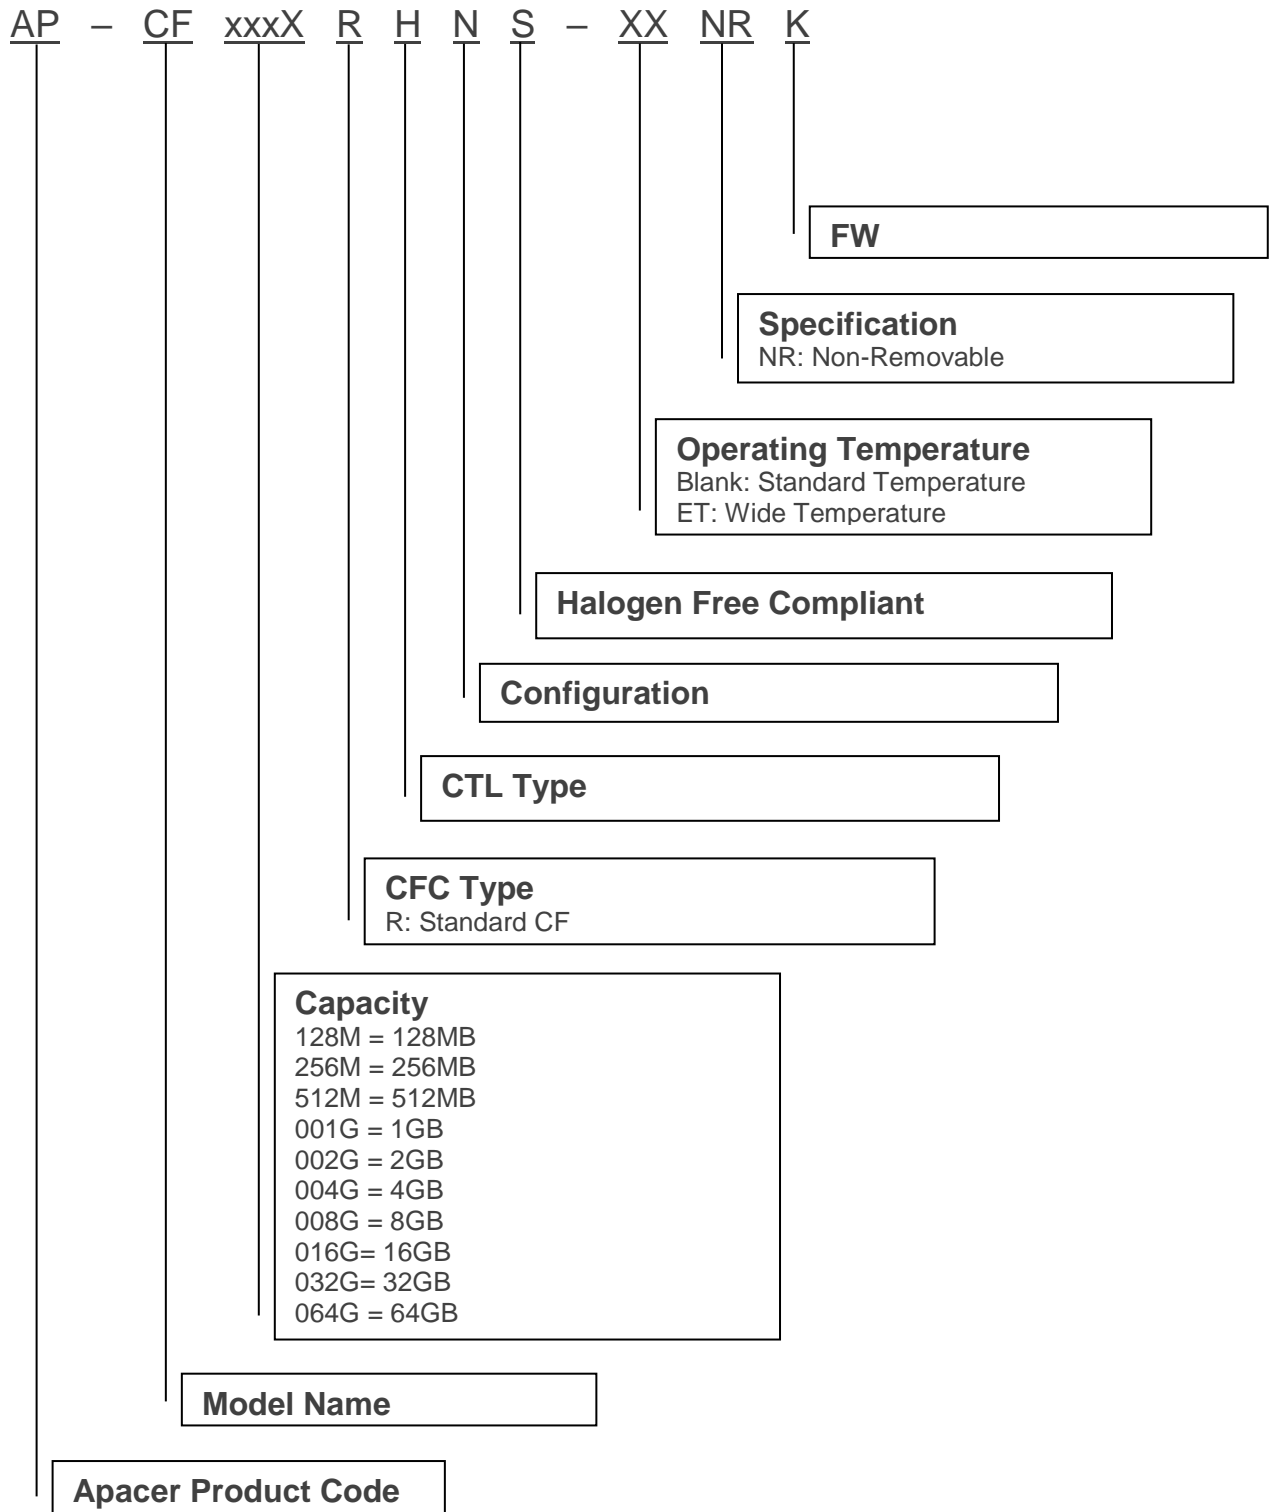 AP – CF xxxX R H N S – XX NR K
FW
Specification
NR: Non-Removable
Operating Temperature
Blank: Standard Temperature
ET: Wide Temperature
Halogen Free Compliant
Configuration
CTL Type
CFC Type
R: Standard CF
Capacity
128M = 128MB
256M = 256MB
512M = 512MB
001G = 1GB
002G = 2GB
004G = 4GB
008G = 8GB
016G= 16GB
032G= 32GB
064G = 64GB
Model Name
Apacer Product Code